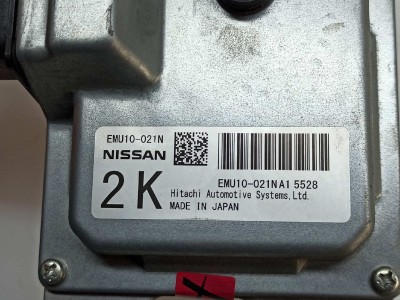 EMU10-021N
NISSAN
EMU10-021NA1 5528
2K
Hitachi Automotive Systems,Ltd.
MADE IN JAPAN